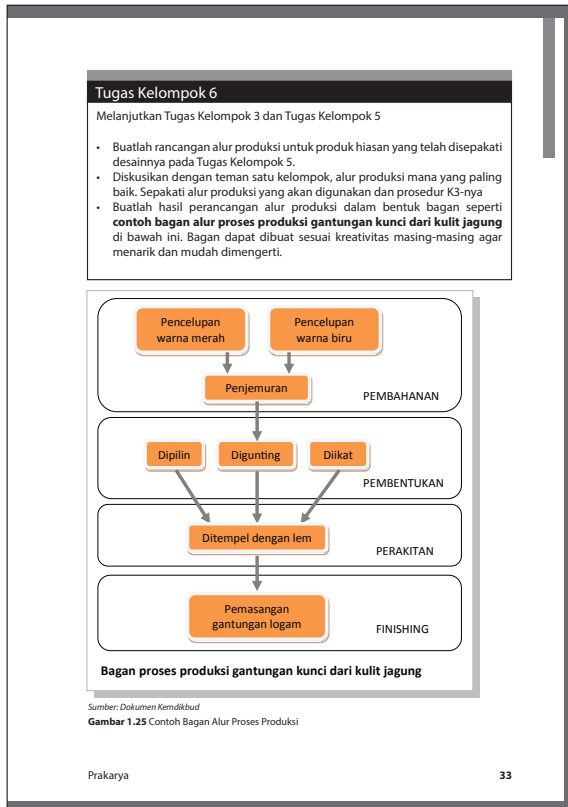 Tugas Kelompok 6
Melanjutkan Tugas Kelompok 3 dan Tugas Kelompok 5
• Buatlah rancangan alur produksi untuk produk hiasan yang telah disepakati
desainnya pada Tugas Kelompok 5.
• Diskusikan dengan teman satu kelompok, alur produksi mana yang paling
baik. Sepakati alur produksi yang akan digunakan dan prosedur K3-nya
• Buatlah hasil perancangan alur produksi dalam bentuk bagan seperti
contoh bagan alur proses produksi gantungan kunci dari kulit jagung
di bawah ini. Bagan dapat dibuat sesuai kreativitas masing-masing agar
menarik dan mudah dimengerti.
Pencelupan
warna merah
Pencelupan
warna biru
Penjemuran
PEMBAHANAN
Dipilin
Digunting
Diikat
PEMBENTUKAN
Ditempel dengan lem
PERAKITAN
Pemasangan
gantungan logam
FINISHING
Bagan proses produksi gantungan kunci dari kulit jagung
Sumber: Dokumen Kemdikbud
Gambar 1.25 Contoh Bagan Alur Proses Produksi
Prakarya
33